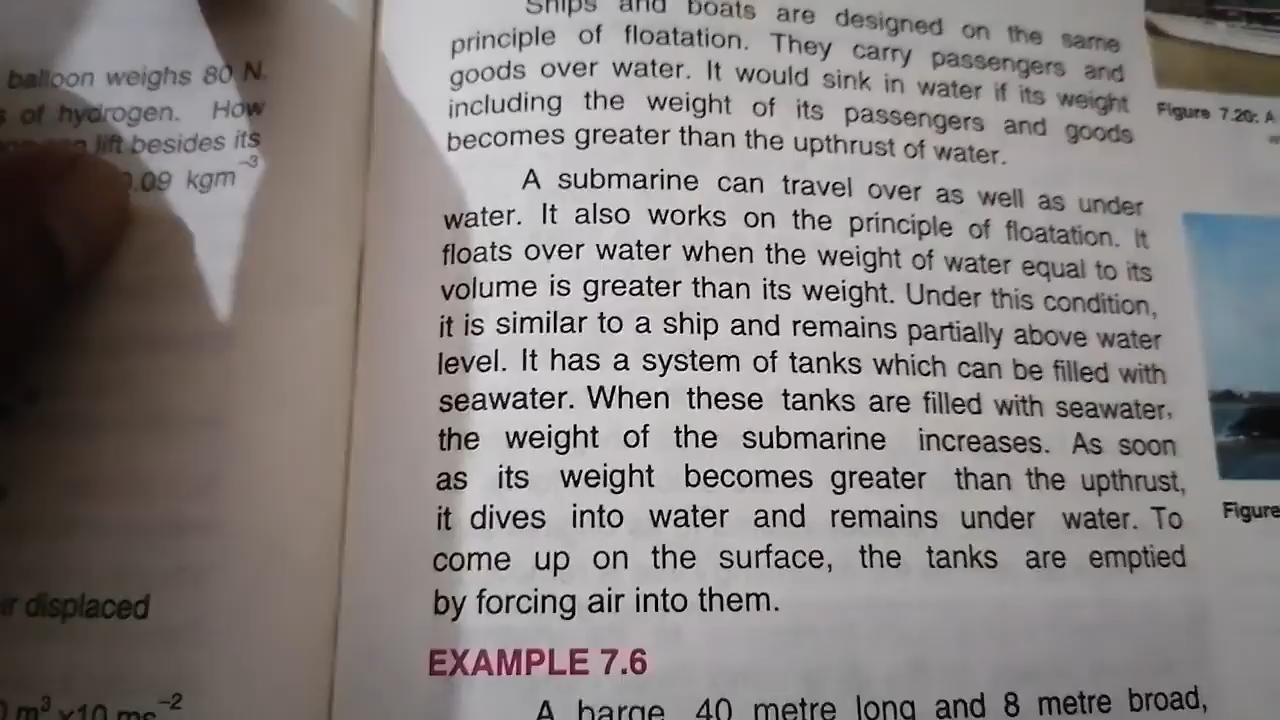 balloon weighs 80 N.
of hydrogen. How
lift besides its
.09 kgm⁻³
displaced
m³ x10 ms⁻²
Ships and boats are designed on the same
principle of floatation. They carry passengers and
goods over water. It would sink in water if its weight
including the weight of its passengers and goods
becomes greater than the upthrust of water.
A submarine can travel over as well as under
water. It also works on the principle of floatation. It
floats over water when the weight of water equal to its
volume is greater than its weight. Under this condition,
it is similar to a ship and remains partially above water
level. It has a system of tanks which can be filled with
seawater. When these tanks are filled with seawater,
the weight of the submarine increases. As soon
as its weight becomes greater than the upthrust,
it dives into water and remains under water. To
come up on the surface, the tanks are emptied
by forcing air into them.
EXAMPLE 7.6
A barge, 40 metre long and 8 metre broad,
Figure 7.20: A
Figure